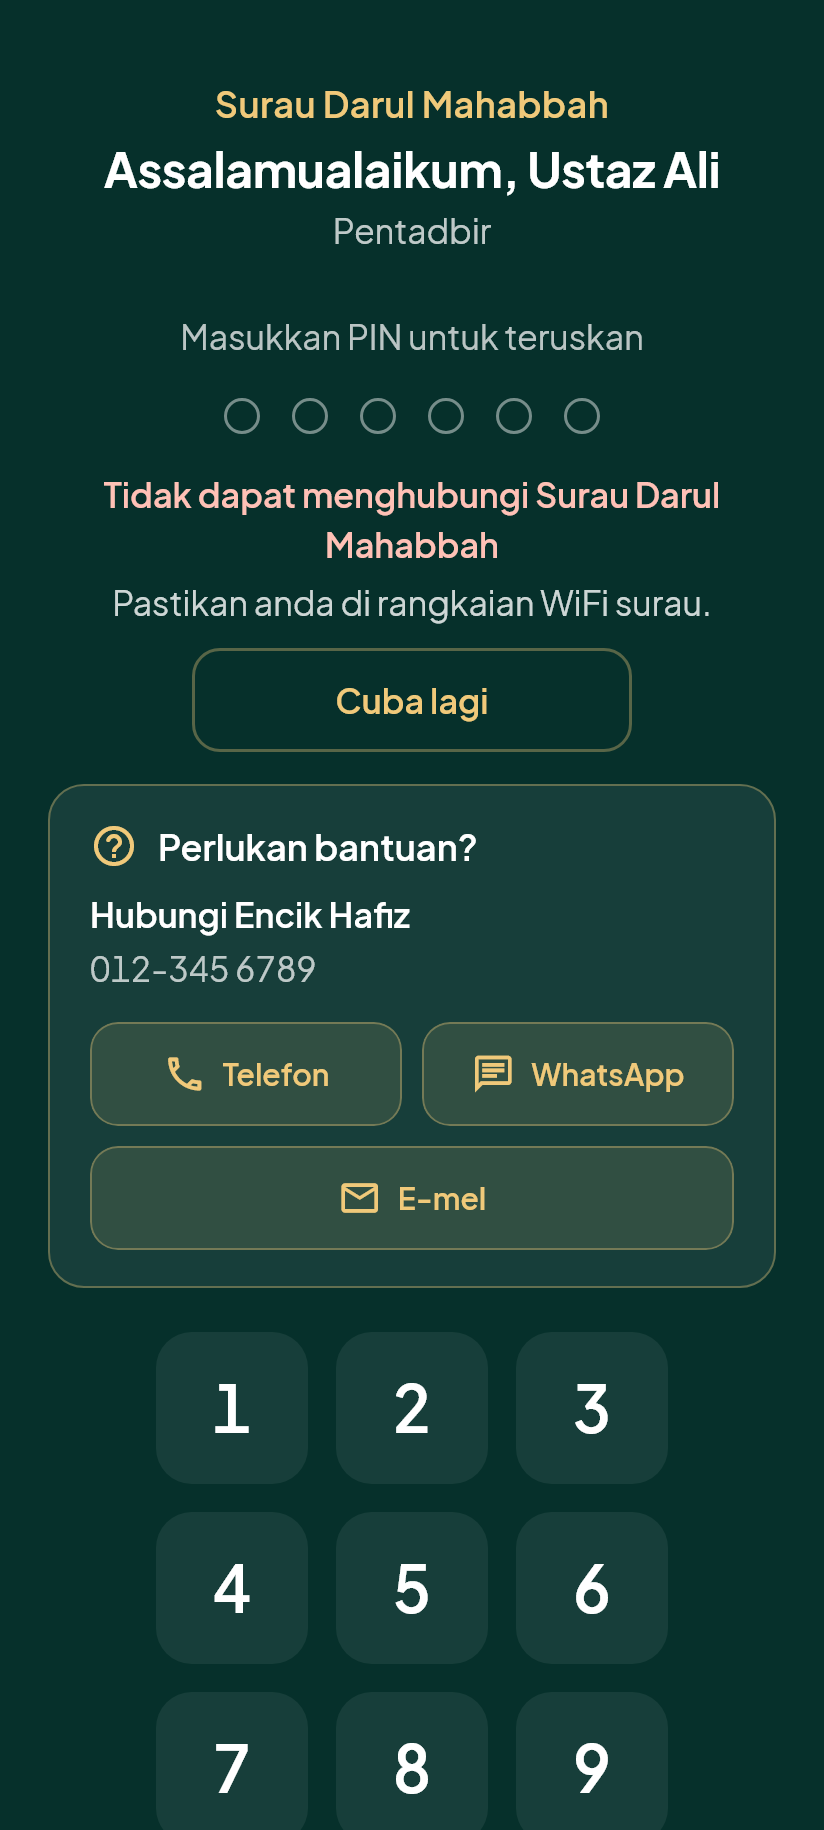 Surau Darul Mahabbah
Assalamualaikum, Ustaz Ali
Pentadbir
Masukkan PIN untuk teruskan
Tidak dapat menghubungi Surau Darul
Mahabbah
Pastikan anda di rangkaian WiFi surau.
Cuba lagi
Perlukan bantuan?
Hubungi Encik Hafiz
012-345 6789
Telefon
WhatsApp
E-mel
1 2 3
4 5 6
7 8 9